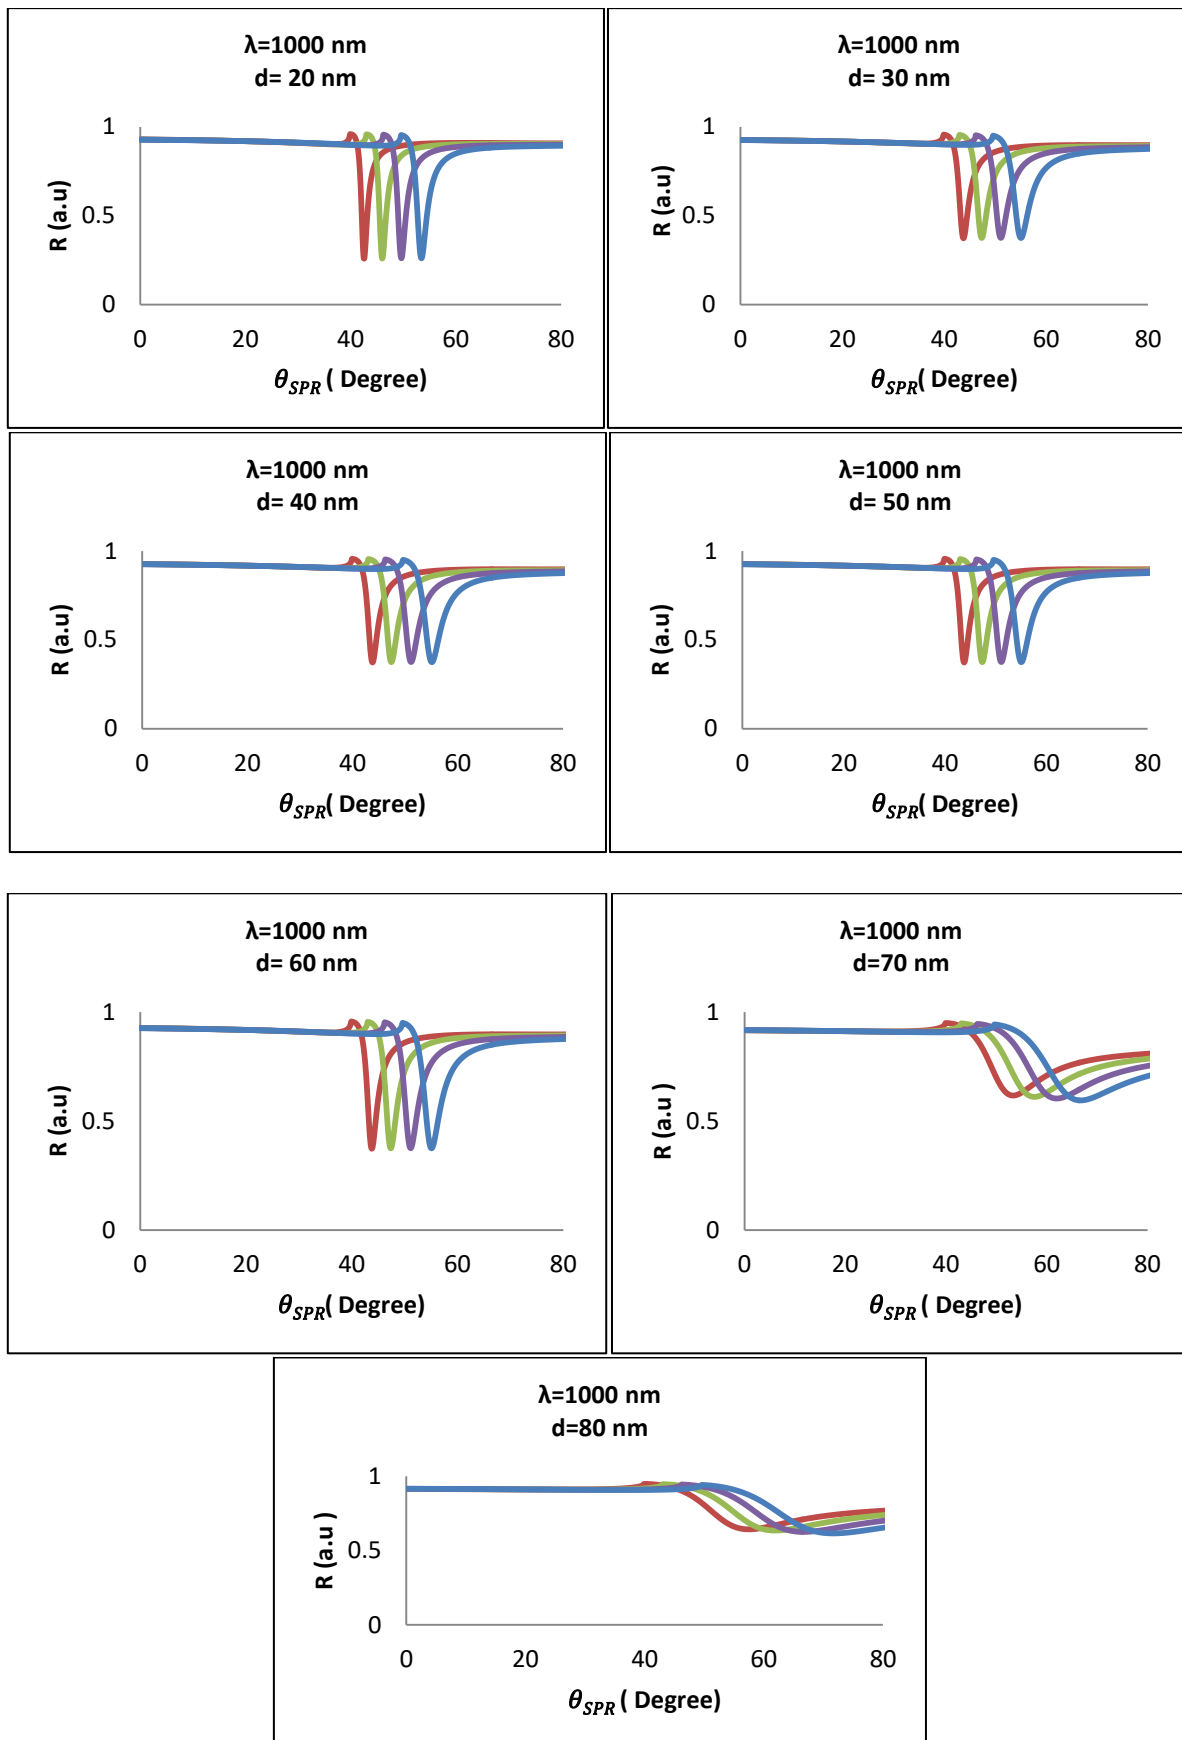 λ=1000 nm
d= 20 nm
1
0.5
0
R (a.u)
0 20 40 60 80
θSPR ( Degree)
λ=1000 nm
d= 30 nm
1
0.5
0
R (a.u)
0 20 40 60 80
θSPR ( Degree)
λ=1000 nm
d= 40 nm
1
0.5
0
R (a.u)
0 20 40 60 80
θSPR( Degree)
λ=1000 nm
d= 50 nm
1
0.5
0
R (a.u)
0 20 40 60 80
θSPR( Degree)
λ=1000 nm
d= 60 nm
1
0.5
0
R (a.u)
0 20 40 60 80
θSPR( Degree)
λ=1000 nm
d=70 nm
1
0.5
0
R (a.u )
0 20 40 60 80
θSPR ( Degree)
λ=1000 nm
d=80 nm
1
0.5
0
R (a.u )
0 20 40 60 80
θSPR ( Degree)